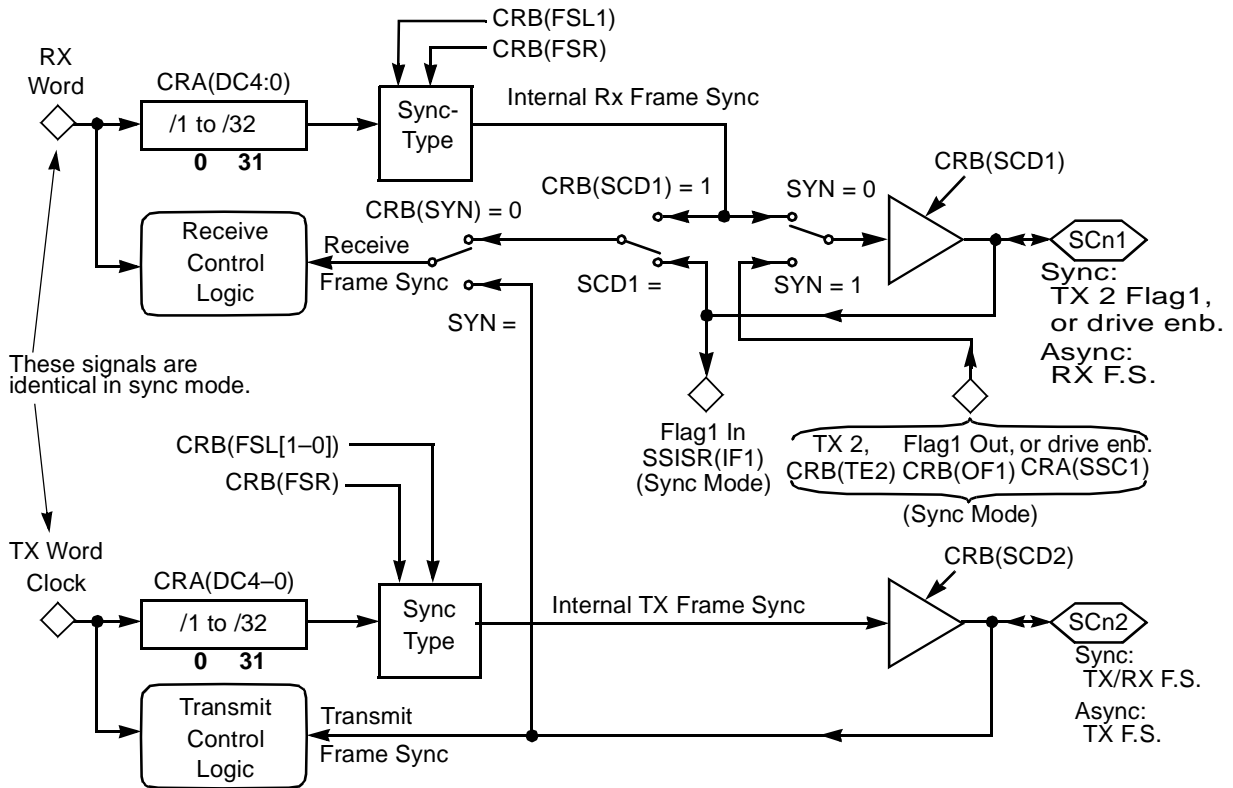 CRB(FSL1)
CRB(FSR)
RX
Word
CRA(DC4:0)
/1 to /32
0 31
Sync-
Type
Internal Rx Frame Sync
CRB(SCD1) = 1
SYN = 0
CRB(SCD1)
CRB(SYN) = 0
Receive
Control
Logic
Receive
Frame Sync
SCD1 =
SYN = 1
SYN =
SCn1
Sync:
TX 2 Flag1,
or drive enb.
Async:
RX F.S.
These signals are
identical in sync mode.
Flag1 In
SSISR(IF1)
(Sync Mode)
TX 2, Flag1 Out, or drive enb.
CRB(TE2) CRB(OF1) CRA(SSC1)
(Sync Mode)
CRB(FSL[1–0])
CRB(FSR)
TX Word
Clock
CRA(DC4–0)
/1 to /32
0 31
Sync
Type
Internal TX Frame Sync
CRB(SCD2)
SCn2
Sync:
TX/RX F.S.
Async:
TX F.S.
Transmit
Control
Logic
Transmit
Frame Sync